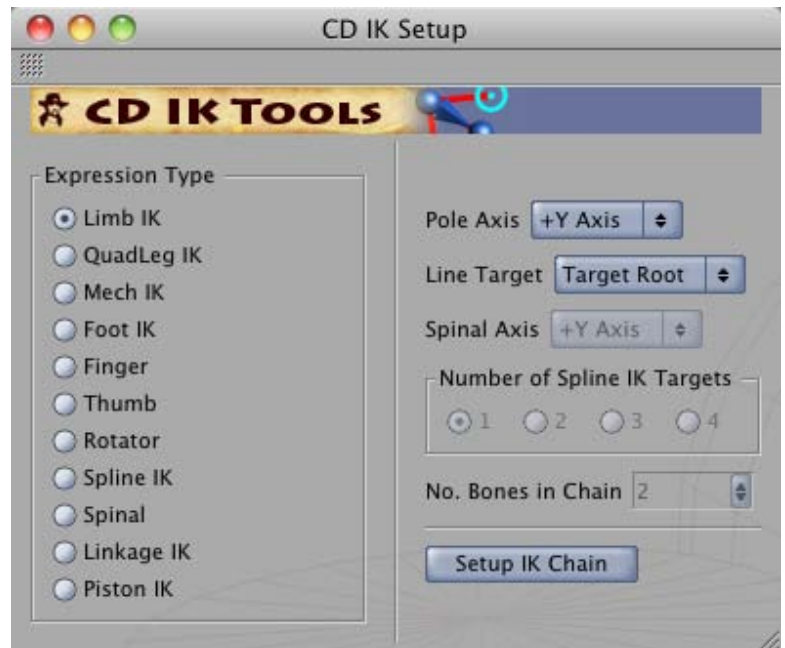 CD IK Setup
CD IK TOOLS
Expression Type
Limb IK
QuadLeg IK
Mech IK
Foot IK
Finger
Thumb
Rotator
Spline IK
Spinal
Linkage IK
Piston IK
Pole Axis +Y Axis
Line Target Target Root
Spinal Axis +Y Axis
Number of Spline IK Targets
1 2 3 4
No. Bones in Chain 2
Setup IK Chain